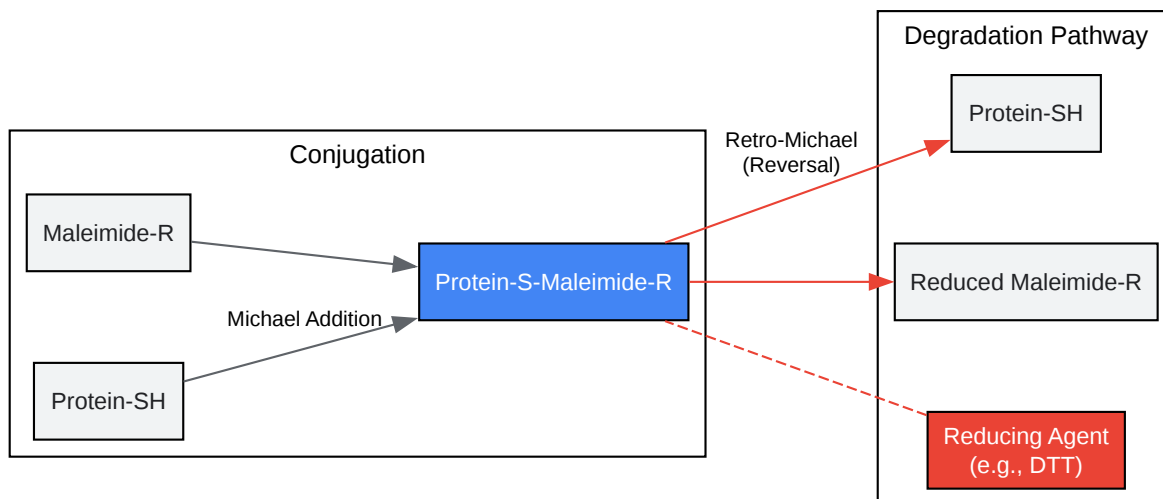 Conjugation
Maleimide-R
Michael Addition
Protein-SH
Protein-S-Maleimide-R
Retro-Michael
(Reversal)
Degradation Pathway
Protein-SH
Reduced Maleimide-R
Reducing Agent
(e.g., DTT)